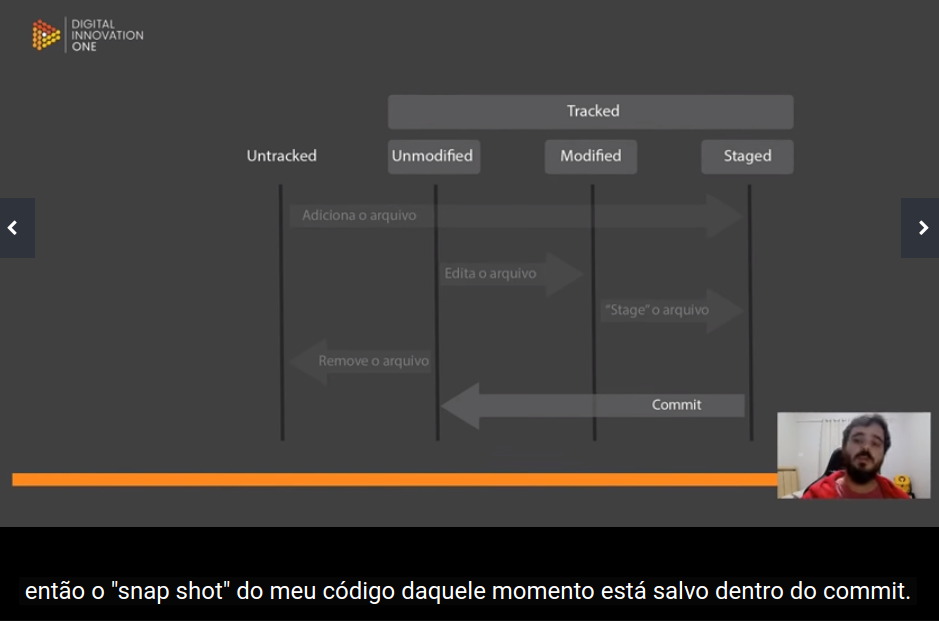 DIGITAL
INNOVATION
ONE
Tracked
Untracked
Unmodified
Modified
Staged
Adiciona o arquivo
Edita o arquivo
“Stage” o arquivo
Remove o arquivo
Commit
então o "snap shot" do meu código daquele momento está salvo dentro do commit.